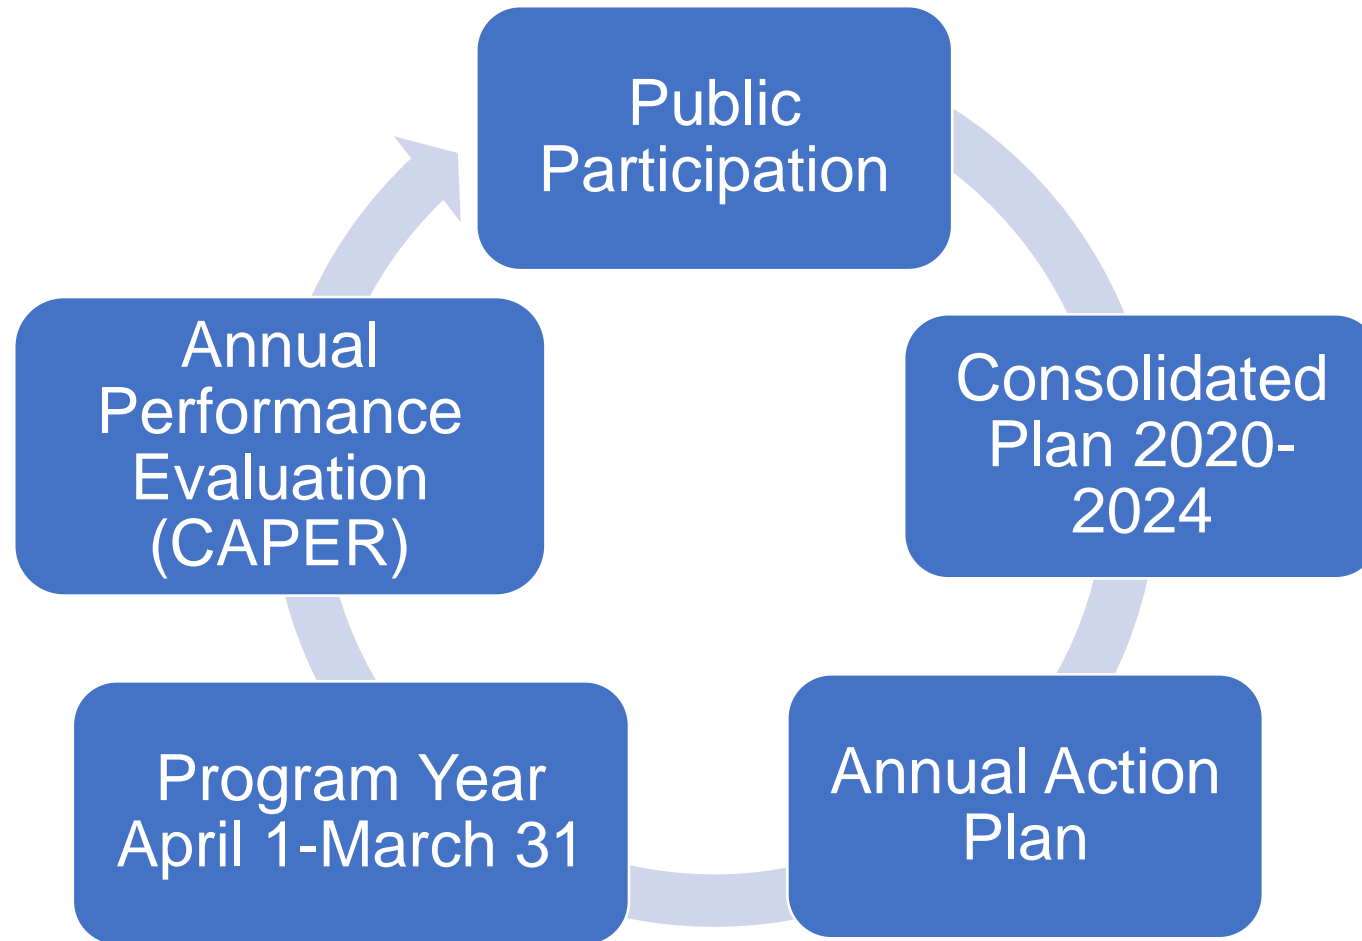 Public
Participation
Consolidated
Plan 2020-
2024
Annual Action
Plan
Program Year
April 1-March 31
Annual
Performance
Evaluation
(CAPER)